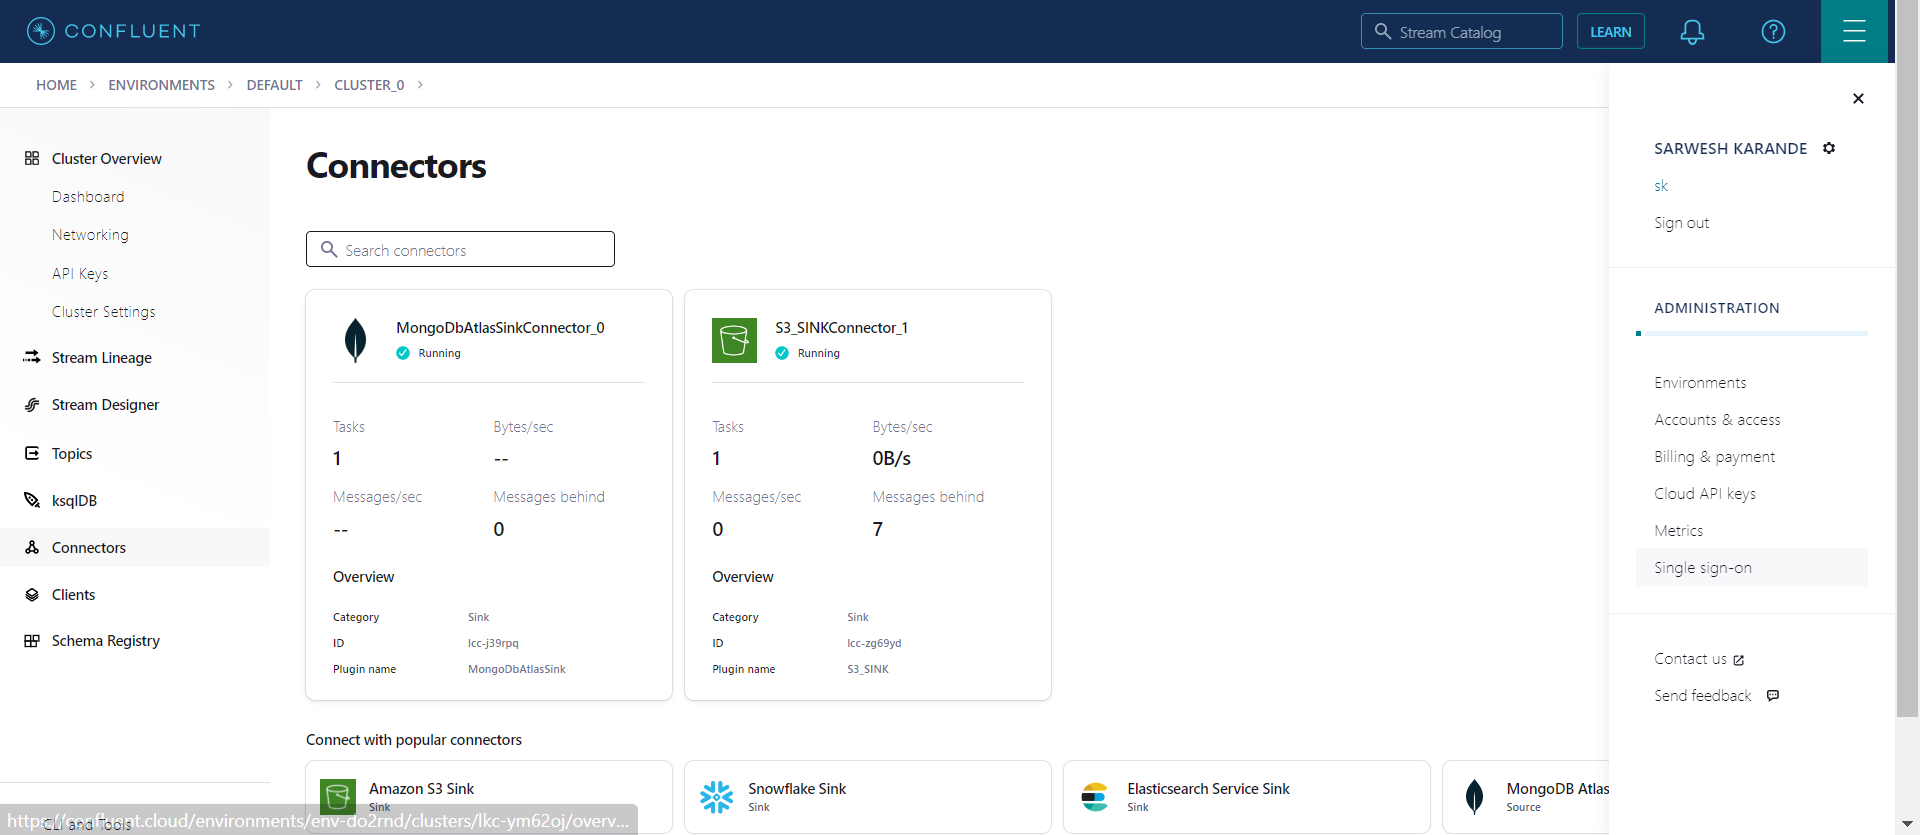 CONFLUENT
Stream Catalog
LEARN
HOME > ENVIRONMENTS > DEFAULT > CLUSTER_0 >
Cluster Overview
Dashboard
Networking
API Keys
Cluster Settings
Stream Lineage
Stream Designer
Topics
ksqlDB
Connectors
Clients
Schema Registry
CLI and Tools
https://confluent.cloud/environments/env-do2rnd/clusters/lkc-ym62oj/overv...
Connectors
Search connectors
MongoDbAtlasSinkConnector_0
Running
Tasks Bytes/sec
1 --
Messages/sec Messages behind
-- 0
Overview
Category Sink
ID lcc-j39rpq
Plugin name MongoDbAtlasSink
S3_SINKConnector_1
Running
Tasks Bytes/sec
1 0B/s
Messages/sec Messages behind
0 7
Overview
Category Sink
ID lcc-zg69yd
Plugin name S3_SINK
Connect with popular connectors
Amazon S3 Sink
Sink
Snowflake Sink
Sink
Elasticsearch Service Sink
Sink
MongoDB Atlas
Source
SARWESH KARANDE
sk
Sign out
ADMINISTRATION
Environments
Accounts & access
Billing & payment
Cloud API keys
Metrics
Single sign-on
Contact us
Send feedback